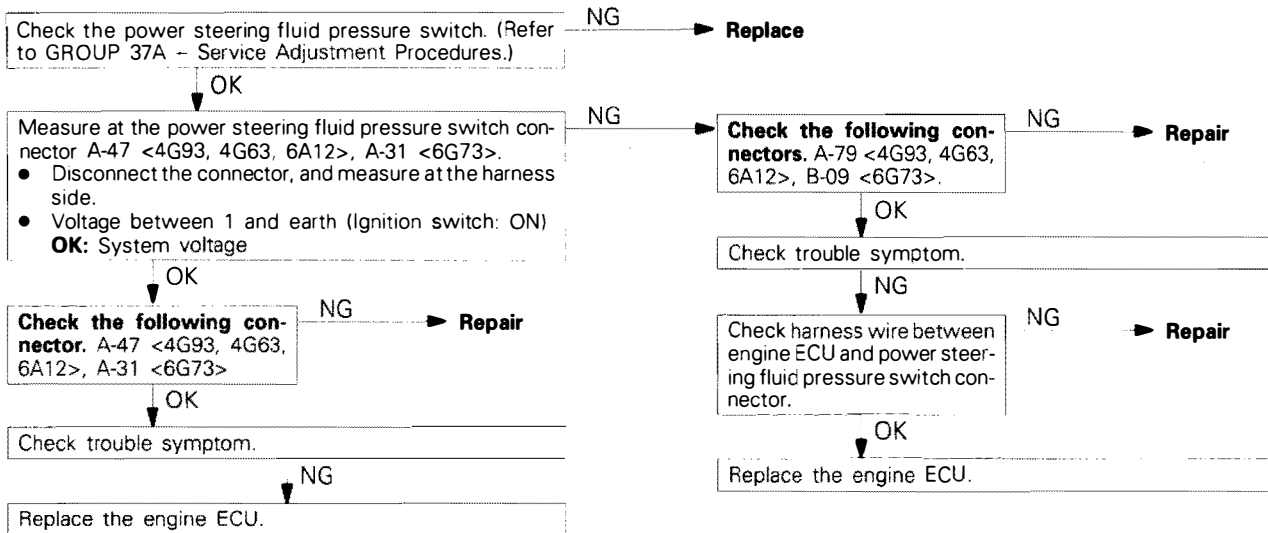 Check the power steering fluid pressure switch. (Refer
to GROUP 37A – Service Adjustment Procedures.)
NG
Replace
OK
Measure at the power steering fluid pressure switch con-
nector A-47 <4G93, 4G63, 6A12>, A-31 <6G73>.
● Disconnect the connector, and measure at the harness
side.
● Voltage between 1 and earth (Ignition switch: ON)
OK: System voltage
NG
Check the following con-
nectors. A-79 <4G93, 4G63,
6A12>, B-09 <6G73>.
NG
Repair
OK
Check trouble symptom.
NG
Check harness wire between
engine ECU and power steer-
ing fluid pressure switch con-
nector.
NG
Repair
OK
Replace the engine ECU.
OK
Check the following con-
nector. A-47 <4G93, 4G63,
6A12>, A-31 <6G73>
NG
Repair
OK
Check trouble symptom.
NG
Replace the engine ECU.